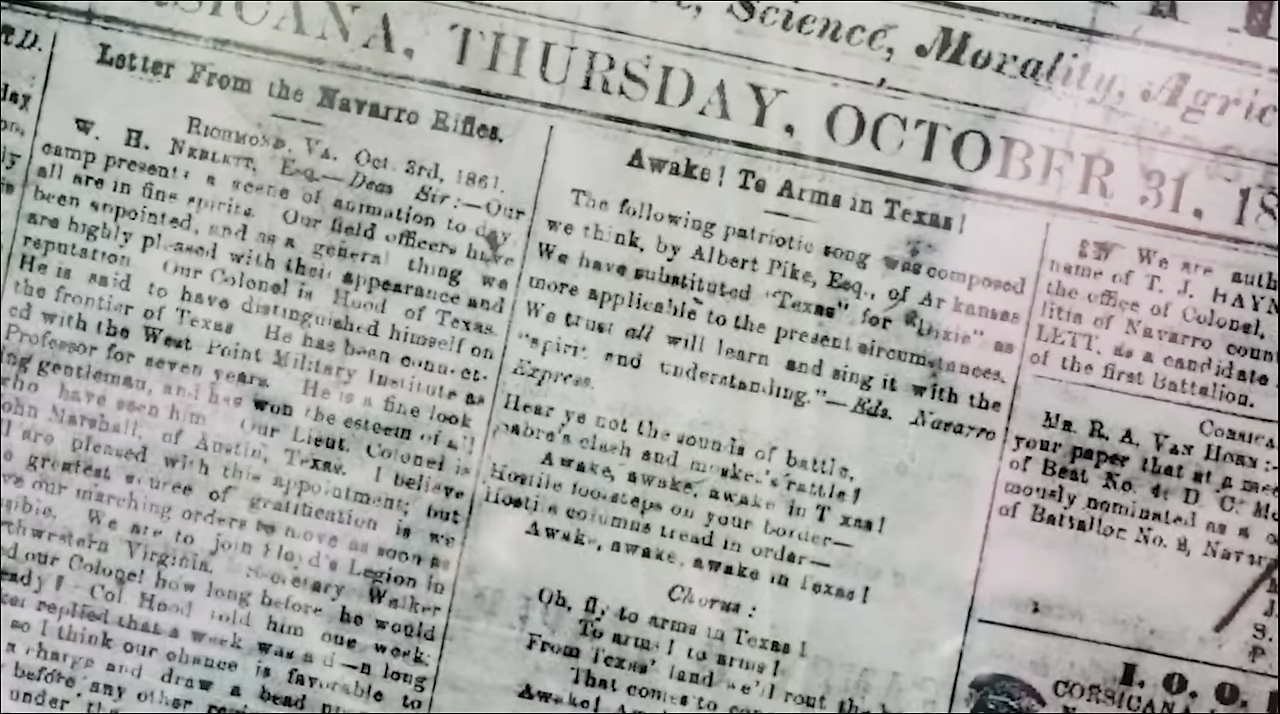 Science, Morality, Agric
CANA, THURSDAY, OCTOBER 31, 18
Letter From the Navarro Rifles.
RICHMOND, VA. Oct. 3rd, 1861.
W. H. NEBLETT, Esq.—Dear Sir:—Our
camp presents a scene of animation to day.
all are in fine spirits. Our field officers have
been appointed, and as a general thing we
are highly pleased with their appearance and
reputation. Our Colonel is Hood of Texas.
He is said to have distinguished himself on
the frontier of Texas He has been connect-
ed with the West Point Military Institute as
Professor for seven years. He is a fine look
ing gentleman, and has won the esteem of all
who have seen him Our Lieut. Colonel is
John Marshall, of Austin, Texas. I believe
all are pleased with this appointment; but
greatest source of gratification is we
our marching orders to move as soon as
We are to join Floyd's Legion in
thwestern Virginia. Secretary Walker
our Colonel how long before he would
ready? Col. Hood told him one week;
replied that a week was a d—n long
so I think our chance is favorable to
a charge and draw a bead
before any other
under
Awake! To Arms in Texas!
The following patriotic song was composed
we think, by Albert Pike, Esq., of Ar kansas
We have substituted "Texas" for "Dixie" as
more applicable to the present circumstances.
We trust all will learn and sing it with the
"spirit and understanding."—Eds. Navarro
Express.
Hear ye not the sounds of battle,
Sabre's clash and musket's rattle!
Awake, awake, awake in T xas!
Hostile footsteps on your border—
Hostile columns tread in order—
Awake, awake, awake in Texas!
Chorus:
Oh, fly to arms in Texas!
To arms! to arms!
From Texas' land we'll rout the
That comes to
Awake!
We are auth
name of T. J. HAYN
the office of Colonel,
litia of Navarro coun
LETT, as a candidate
of the first Battalion.
CORSICA
MR. R. A. VAN HORN:—
your paper that at a mee
of Beat No. 4; D. C. Mc
mously nominated as a c
of Battallor No. 2, Navar
J.
S.
P.
I. O. O.
CORSICANA